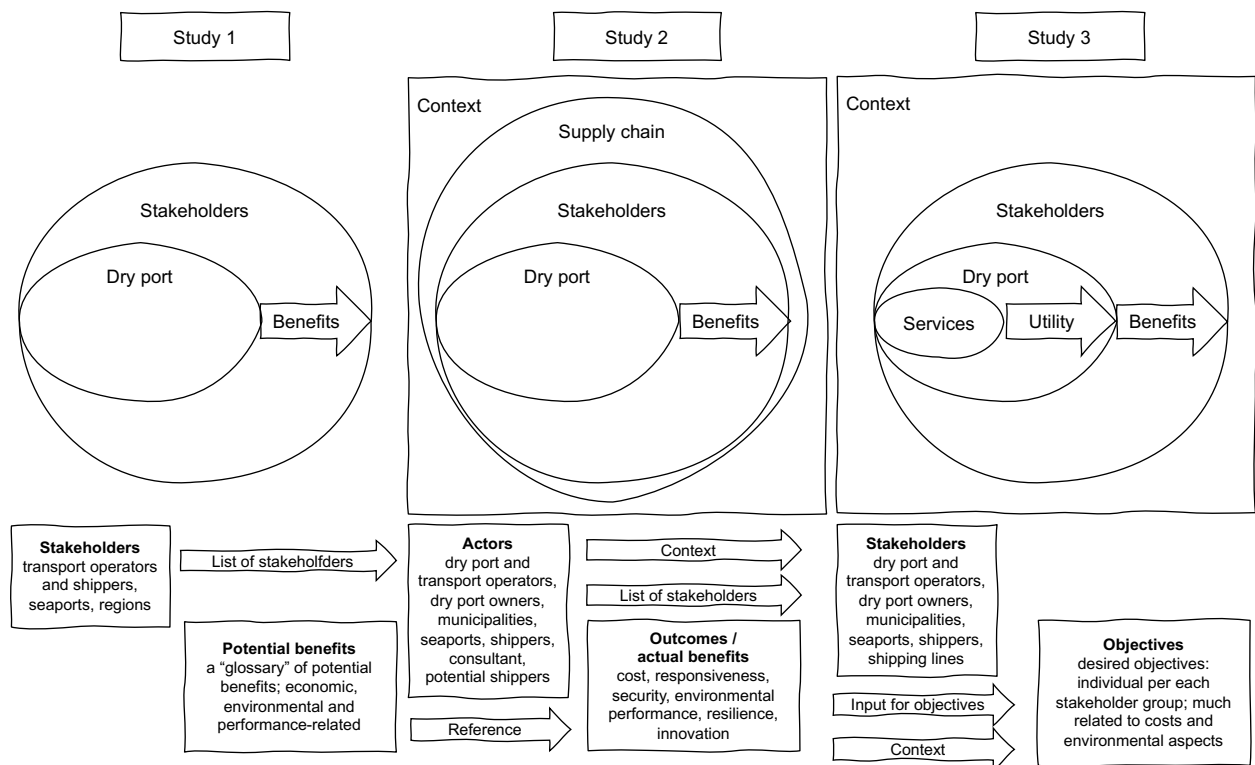 Study 1
Study 2
Study 3
Stakeholders
Dry port
Benefits
Context
Supply chain
Stakeholders
Dry port
Benefits
Context
Stakeholders
Dry port
Services
Utility
Benefits
Stakeholders
transport operators
and shippers,
seaports, regions
List of stakeholfders
Potential benefits
a “glossary” of potential
benefits; economic,
environmental and
performance-related
Actors
dry port and
transport operators,
dry port owners,
municipalities,
seaports, shippers,
consultant,
potential shippers
Reference
Context
List of stakeholders
Outcomes /
actual benefits
cost, responsiveness,
security, environmental
performance, resilience,
innovation
Stakeholders
dry port and
transport operators,
dry port owners,
municipalities,
seaports, shippers,
shipping lines
Input for objectives
Context
Objectives
desired objectives:
individual per each
stakeholder group; much
related to costs and
environmental aspects